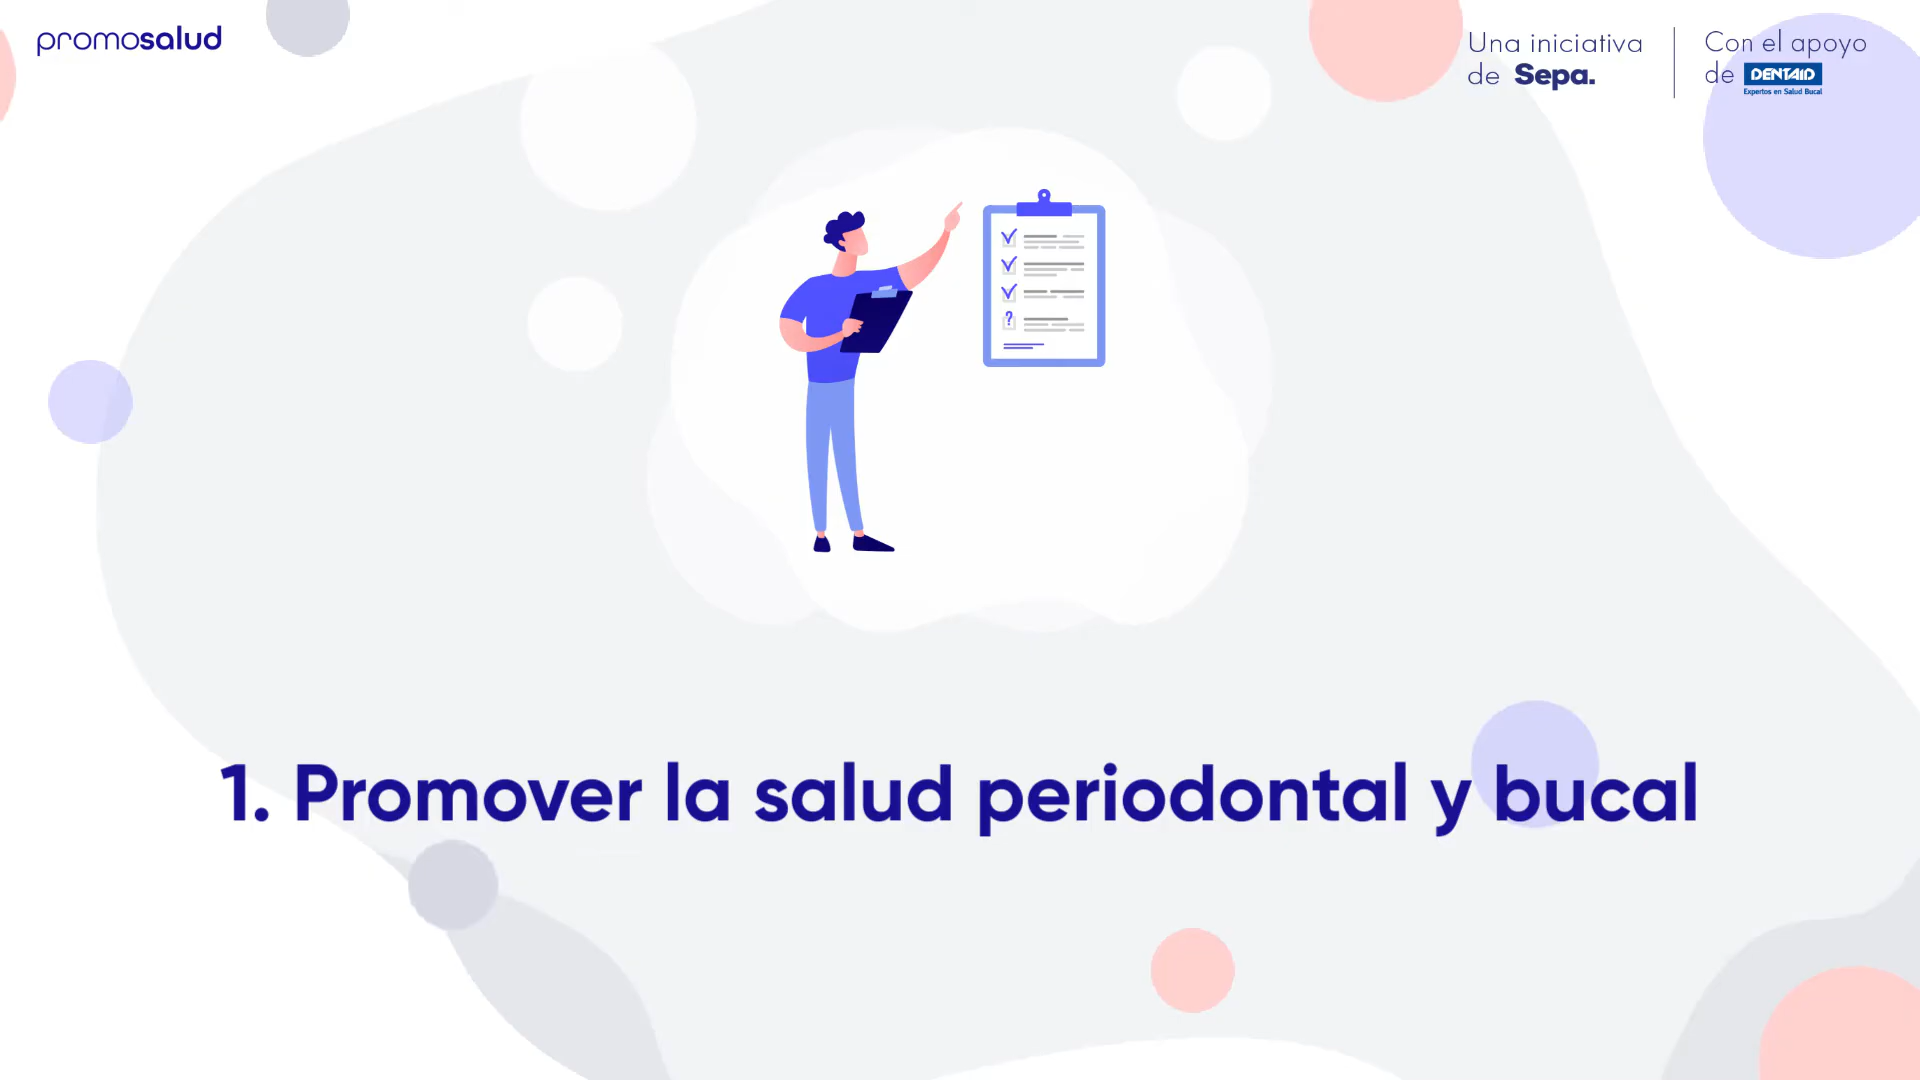 promosalud
Una iniciativa
de Sepa.
Con el apoyo
de DENTAID
Expertos en Salud Bucal
?
1. Promover la salud periodontal y bucal